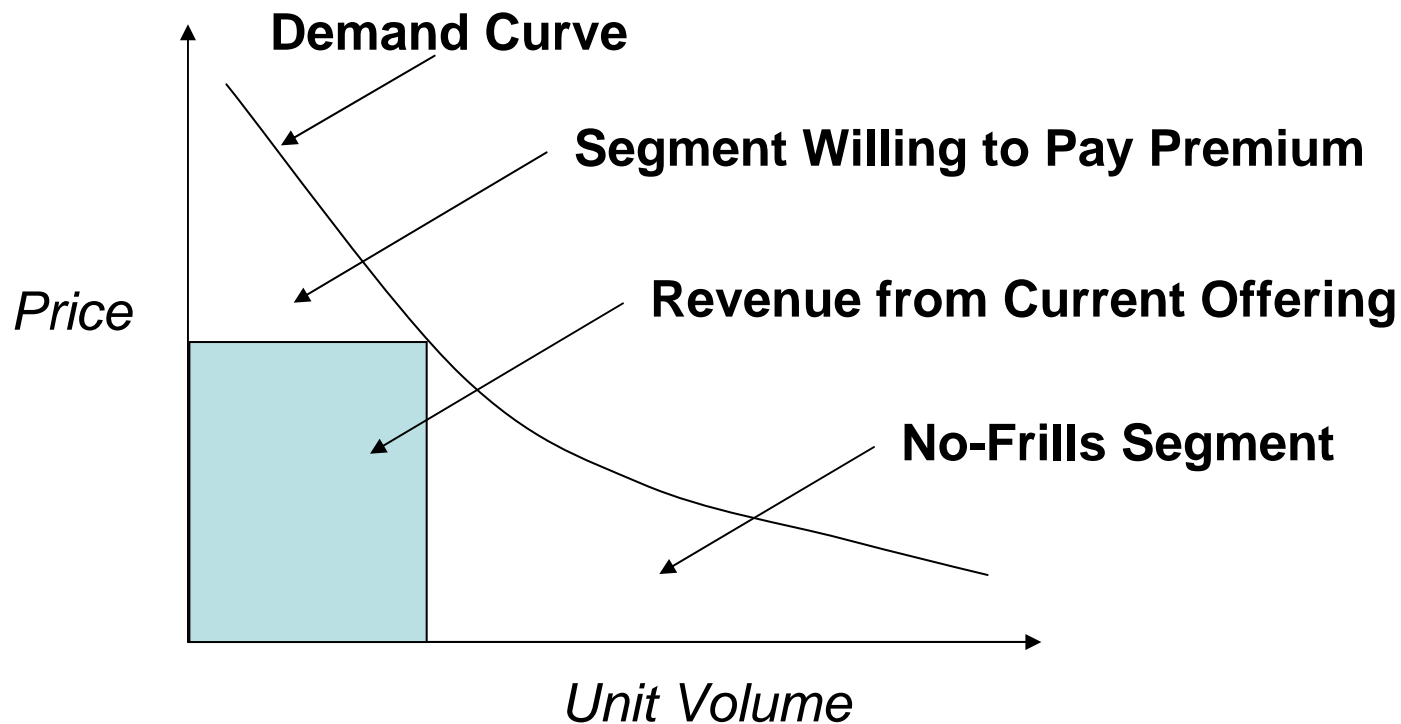 Demand Curve
Segment Willing to Pay Premium
Price
Revenue from Current Offering
No-Frills Segment
Unit Volume